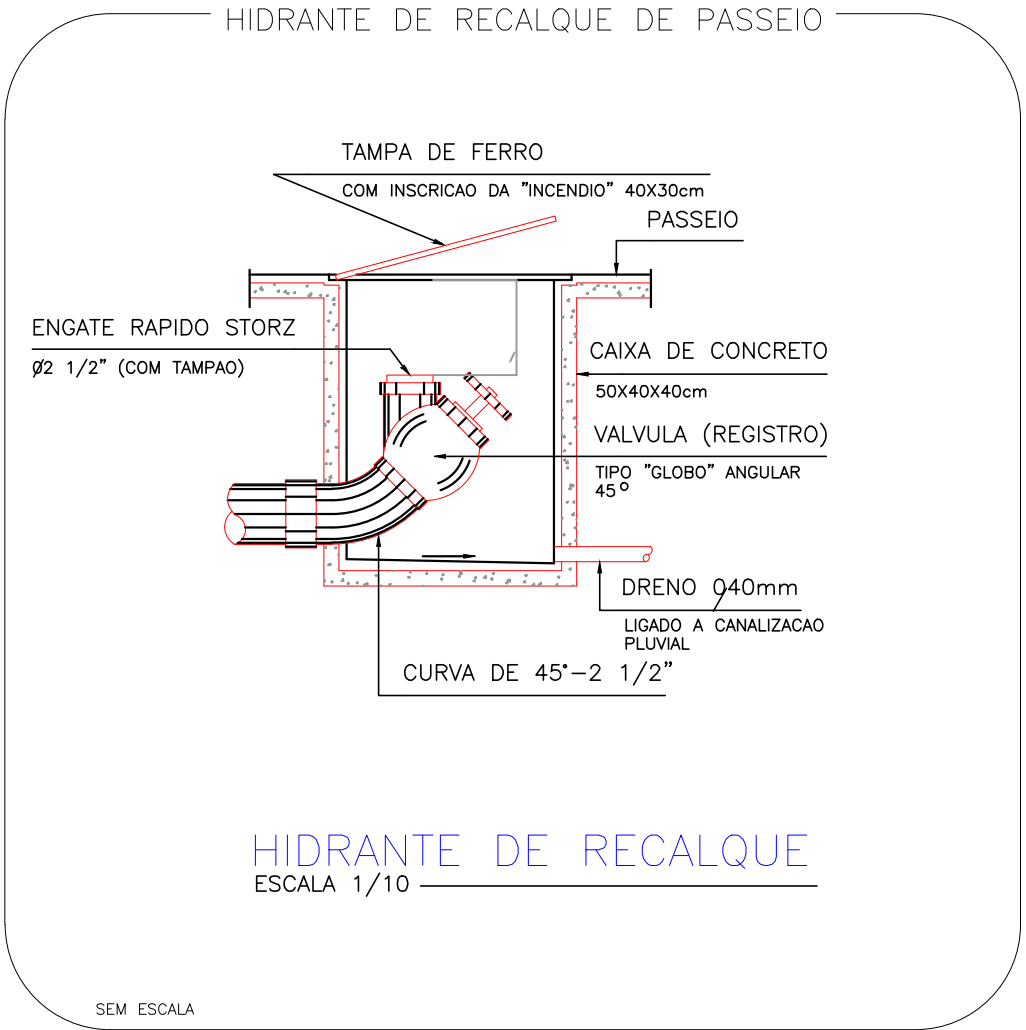 HIDRANTE DE RECALQUE DE PASSEIO
TAMPA DE FERRO
COM INSCRICAO DA "INCENDIO" 40X30cm
PASSEIO
ENGATE RAPIDO STORZ
Ø2 1/2" (COM TAMPAO)
CAIXA DE CONCRETO
50X40X40cm
VALVULA (REGISTRO)
TIPO "GLOBO" ANGULAR
45°
DRENO Ø40mm
LIGADO A CANALIZACAO
PLUVIAL
CURVA DE 45°-2 1/2"
HIDRANTE DE RECALQUE
ESCALA 1/10
SEM ESCALA